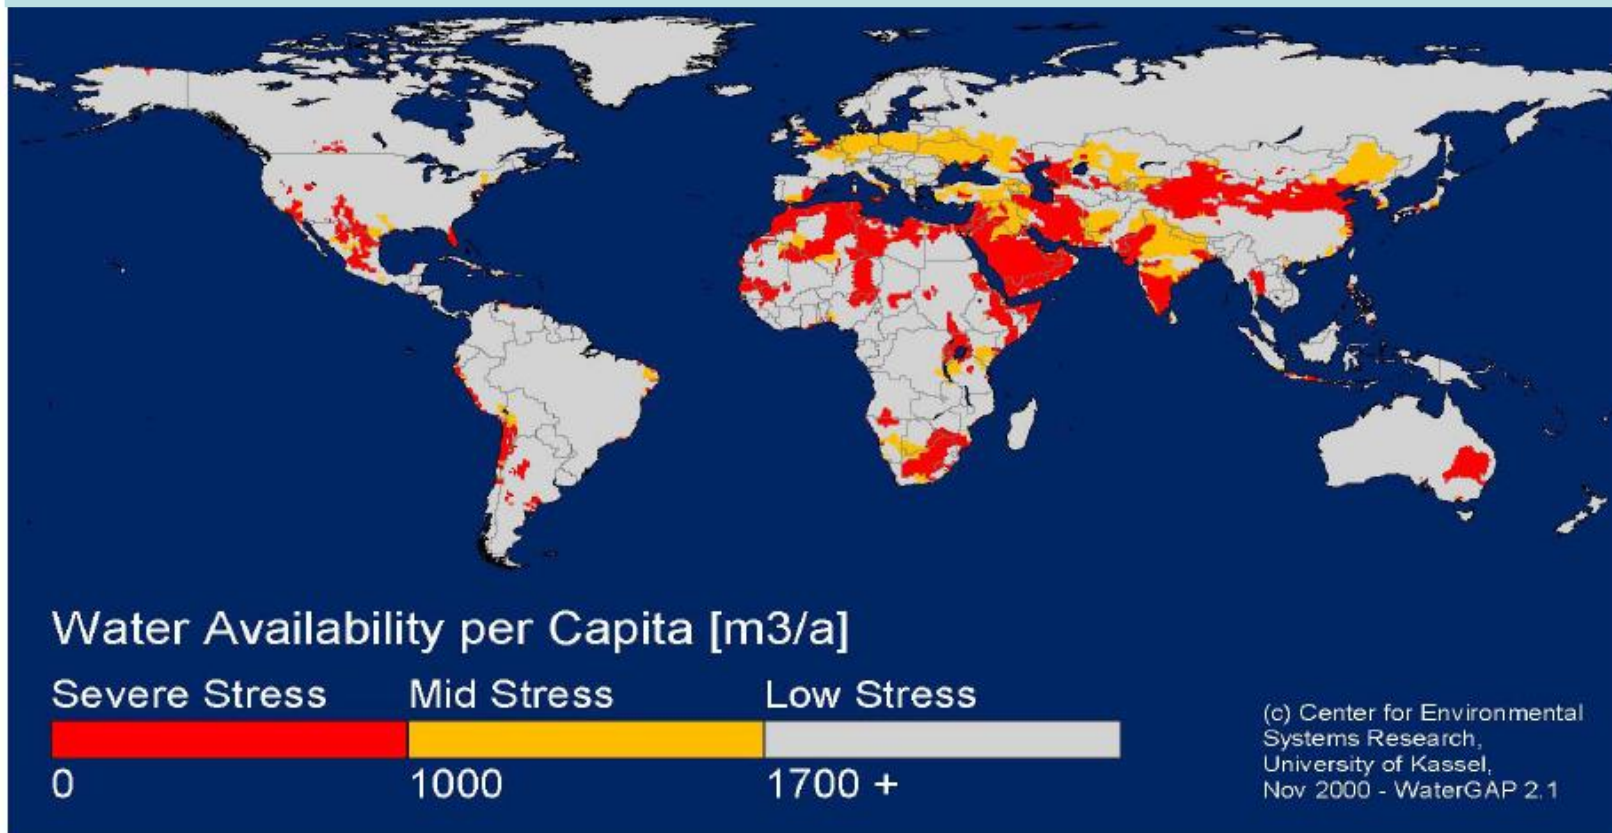 Water Availability per Capita [m3/a]
Severe Stress
Mid Stress
Low Stress
0
1000
1700 +
(c) Center for Environmental
Systems Research,
University of Kassel,
Nov 2000 - WaterGAP 2.1